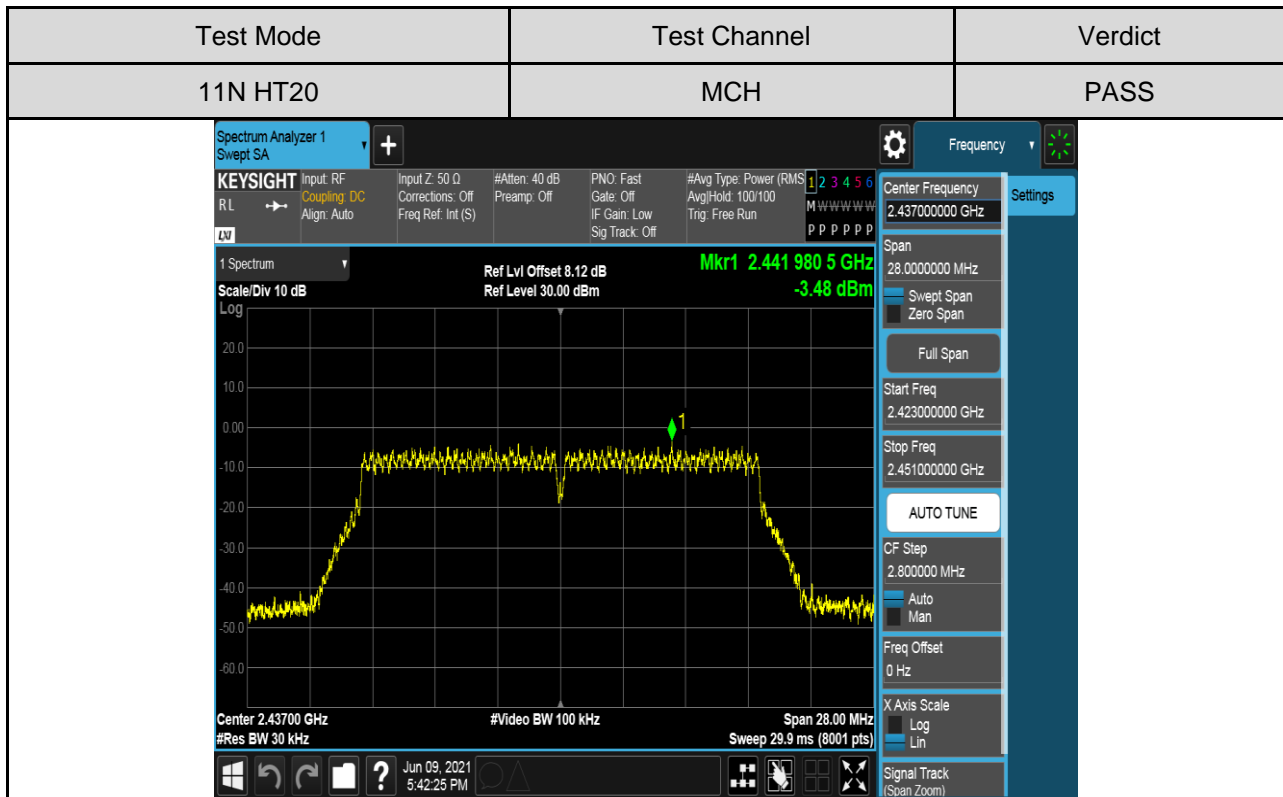 Test Mode Test Channel Verdict
11N HT20 MCH PASS
Spectrum Analyzer 1
Swept SA
Frequency
KEYSIGHT
RL
LXI
Input: RF
Coupling: DC
Align: Auto
Input Z: 50 Ω
Corrections: Off
Freq Ref: Int (S)
#Atten: 40 dB
Preamp: Off
PNO: Fast
Gate: Off
IF Gain: Low
Sig Track: Off
#Avg Type: Power (RMS
Avg|Hold: 100/100
Trig: Free Run
1 2 3 4 5 6
M W W W W W
P P P P P P
1 Spectrum
Scale/Div 10 dB
Ref Lvl Offset 8.12 dB
Ref Level 30.00 dBm
Mkr1 2.441 980 5 GHz
-3.48 dBm
Log
20.0
10.0
0.00
-10.0
-20.0
-30.0
-40.0
-50.0
-60.0
1
Center 2.43700 GHz
#Res BW 30 kHz
#Video BW 100 kHz
Span 28.00 MHz
Sweep 29.9 ms (8001 pts)
Center Frequency
2.437000000 GHz
Span
28.0000000 MHz
Swept Span
Zero Span
Full Span
Start Freq
2.423000000 GHz
Stop Freq
2.451000000 GHz
AUTO TUNE
CF Step
2.800000 MHz
Auto
Man
Freq Offset
0 Hz
X Axis Scale
Log
Lin
Signal Track
(Span Zoom)
Settings
?
Jun 09, 2021
5:42:25 PM